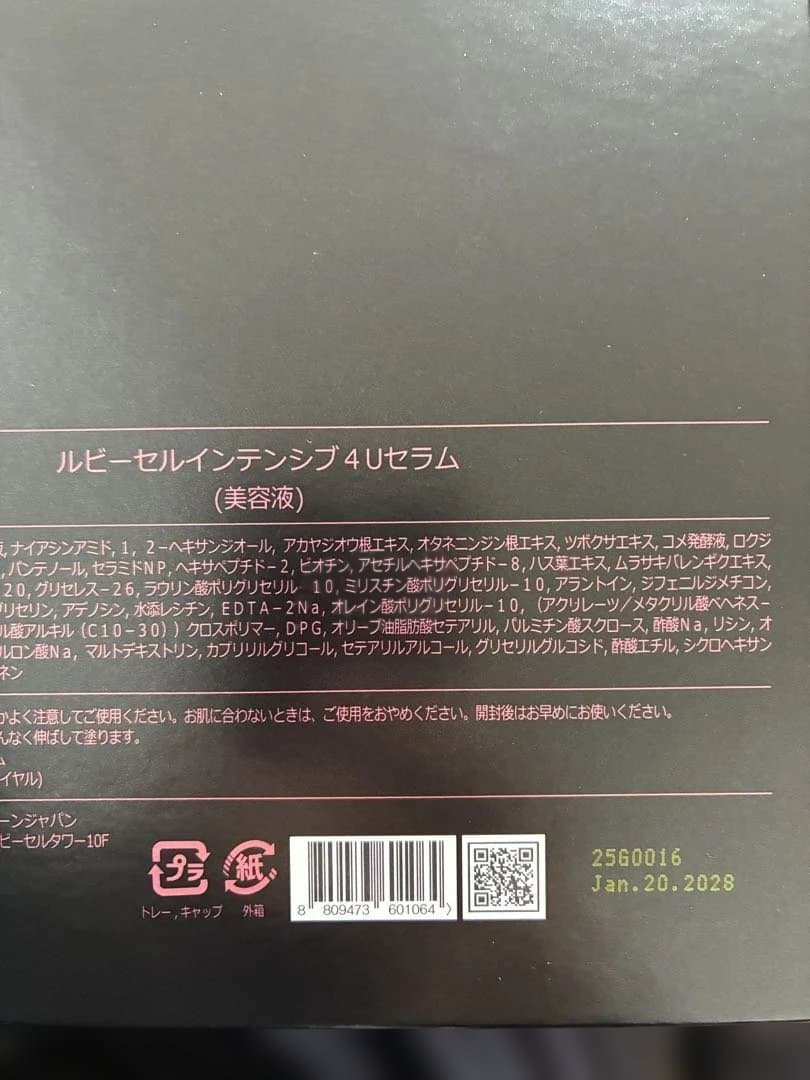 ルビーセルインテンシブ4Uセラム
(美容液)
液, ナイアシンアミド, 1, 2-ヘキサンジオール, アカヤジオウ根エキス, オタネニンジン根エキス, ツボクサエキス, コメ発酵液, ロクジ
, パンテノール, セラミドNP, ヘキサペプチド-2, ビオチン, アセチルヘキサペプチド-8, ハス葉エキス, ムラサキバレンギクエキス,
20, グリセレス-26, ラウリン酸ポリグリセリル 10, ミリスチン酸ポリグリセリル-10, アラントイン, ジフェニルジメチコン,
グリセリン, アデノシン, 水添レシチン, EDTA-2Na, オレイン酸ポリグリセリル-10, (アクリレーツ/メタクリル酸ベヘネス-
ル酸アルキル(C10-30))クロスポリマー, DPG, オリーブ油脂肪酸セテアリル, パルミチン酸スクロース, 酢酸Na, リシン, オ
ルロン酸Na, マルトデキストリン, カプリリルグリコール, セテアリルアルコール, グリセリルグルコシド, 酢酸エチル, シクロヘキサン
ネン
かよく注意してご使用ください。お肌に合わないときは、ご使用をおやめください。開封後はお早めにお使いください。
んなく伸ばして塗ります。
ム
イヤル)
ーンジャパン
ビーセルタワー10F
プラ
紙
トレー, キャップ
外箱
8 809473 601064
25G0016
Jan.20.2028